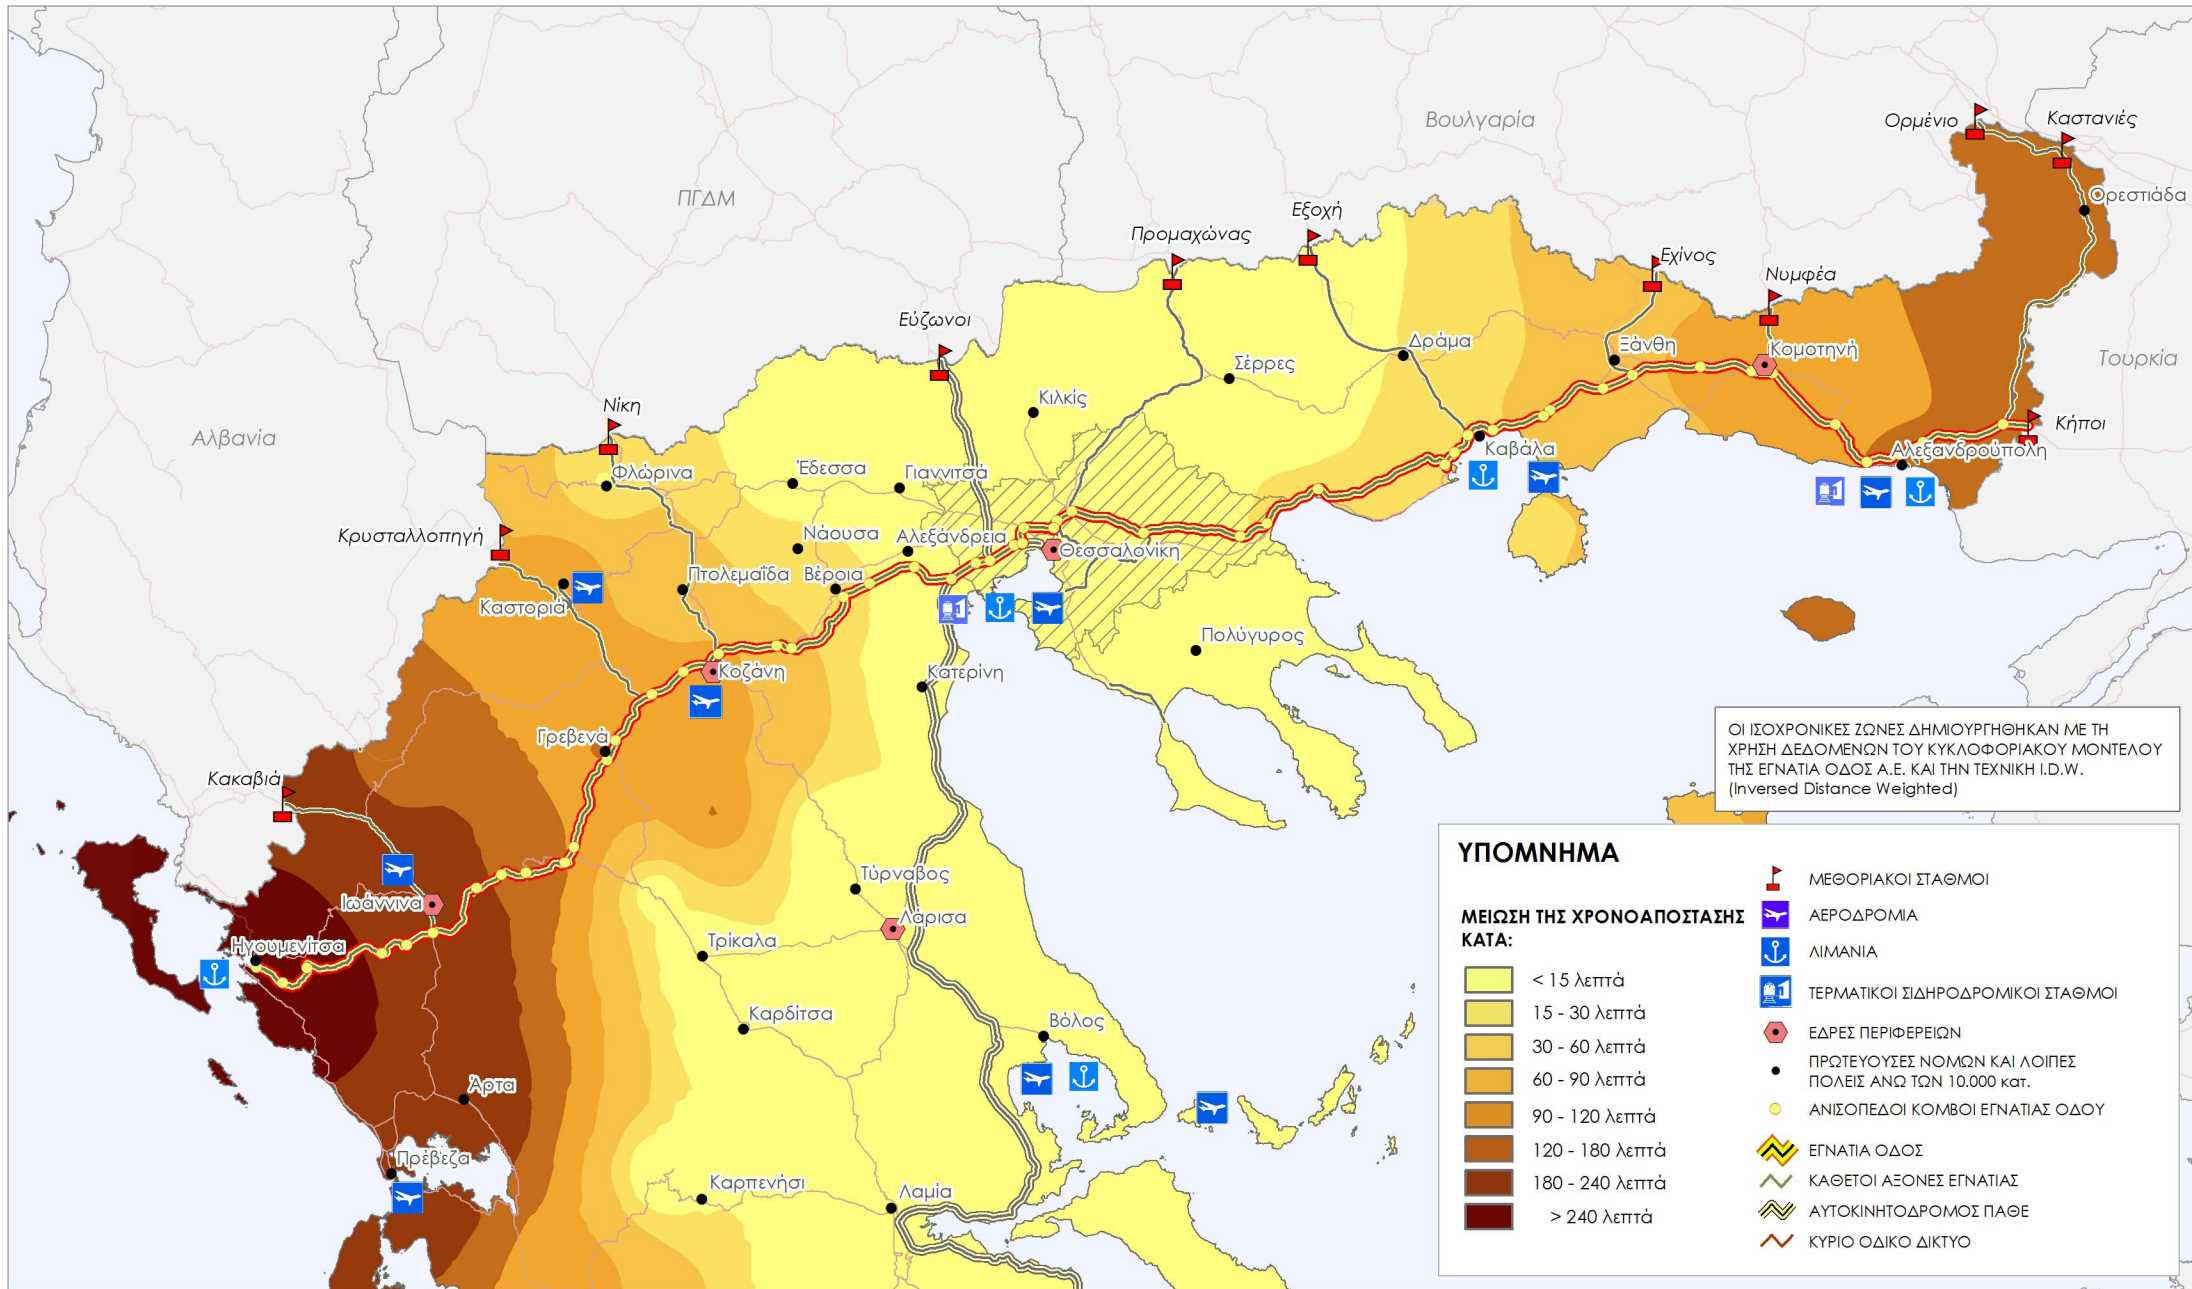 Βουλγαρία
Ορμένιο
Καστανιές
ΠΓΔΜ
Ορεστιάδα
Εξοχή
Προμαχώνας
Εχίνος
Νυμφέα
Εύζωνοι
Δράμα
Ξάνθη
Κομοτηνή
Τουρκία
Σέρρες
Κιλκίς
Νίκη
Αλβανία
Κήποι
Καβάλα
Αλεξανδρούπολη
Φλώρινα
Έδεσσα
Γιαννιτσά
Κρυσταλλοπηγή
Νάουσα
Αλεξάνδρεια
Θεσσαλονίκη
Πτολεμαΐδα
Βέροια
Καστοριά
Πολύγυρος
Κοζάνη
Κατερίνη
Γρεβενά
Κακαβιά
ΟΙ ΙΣΟΧΡΟΝΙΚΕΣ ΖΩΝΕΣ ΔΗΜΙΟΥΡΓΗΘΗΚΑΝ ΜΕ ΤΗ
ΧΡΗΣΗ ΔΕΔΟΜΕΝΩΝ ΤΟΥ ΚΥΚΛΟΦΟΡΙΑΚΟΥ ΜΟΝΤΕΛΟΥ
ΤΗΣ ΕΓΝΑΤΙΑ ΟΔΟΣ Α.Ε. ΚΑΙ ΤΗΝ ΤΕΧΝΙΚΗ I.D.W.
(Inversed Distance Weighted)
Τύρναβος
Ιωάννινα
Λάρισα
Ηγουμενίτσα
Τρίκαλα
Καρδίτσα
Βόλος
Άρτα
Πρέβεζα
Καρπενήσι
Λαμία
ΥΠΟΜΝΗΜΑ
ΜΕΙΩΣΗ ΤΗΣ ΧΡΟΝΟΑΠΟΣΤΑΣΗΣ
ΚΑΤΑ:
< 15 λεπτά
15 - 30 λεπτά
30 - 60 λεπτά
60 - 90 λεπτά
90 - 120 λεπτά
120 - 180 λεπτά
180 - 240 λεπτά
> 240 λεπτά
ΜΕΘΟΡΙΑΚΟΙ ΣΤΑΘΜΟΙ
ΑΕΡΟΔΡΟΜΙΑ
ΛΙΜΑΝΙΑ
ΤΕΡΜΑΤΙΚΟΙ ΣΙΔΗΡΟΔΡΟΜΙΚΟΙ ΣΤΑΘΜΟΙ
ΕΔΡΕΣ ΠΕΡΙΦΕΡΕΙΩΝ
ΠΡΩΤΕΥΟΥΣΕΣ ΝΟΜΩΝ ΚΑΙ ΛΟΙΠΕΣ
ΠΟΛΕΙΣ ΑΝΩ ΤΩΝ 10.000 κατ.
ΑΝΙΣΟΠΕΔΟΙ ΚΟΜΒΟΙ ΕΓΝΑΤΙΑΣ ΟΔΟΥ
ΕΓΝΑΤΙΑ ΟΔΟΣ
ΚΑΘΕΤΟΙ ΑΞΟΝΕΣ ΕΓΝΑΤΙΑΣ
ΑΥΤΟΚΙΝΗΤΟΔΡΟΜΟΣ ΠΑΘΕ
ΚΥΡΙΟ ΟΔΙΚΟ ΔΙΚΤΥΟ